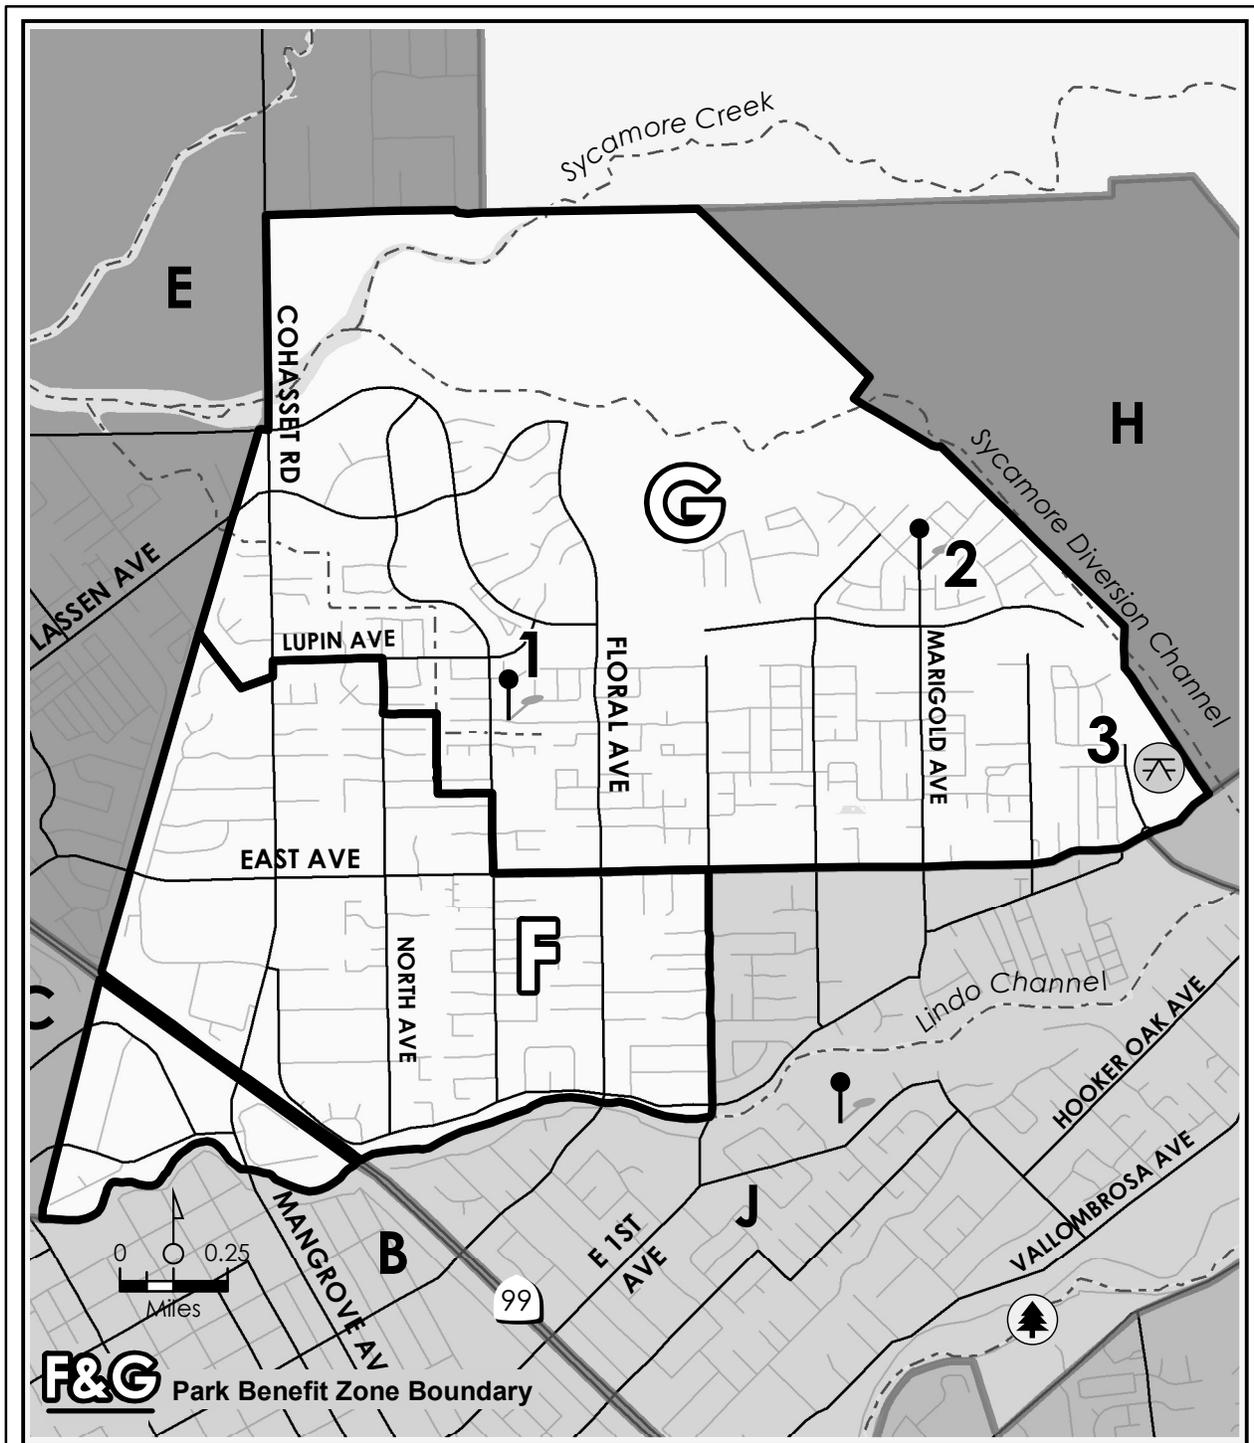 Sycamore Creek
E
COHASSET RD
H
G
Sycamore Diversion Channel
2
LASSEN AVE
LUPIN AVE
1
FLORAL AVE
MARIGOLD AVE
3
EAST AVE
F
NORTH AVE
C
Lindo Channel
HOOKER OAK AVE
VALLOMBROSA AVE
J
MANGROVE AV
B
E 1ST
AVE
0 0.25
Miles
99
F&G Park Benefit Zone Boundary